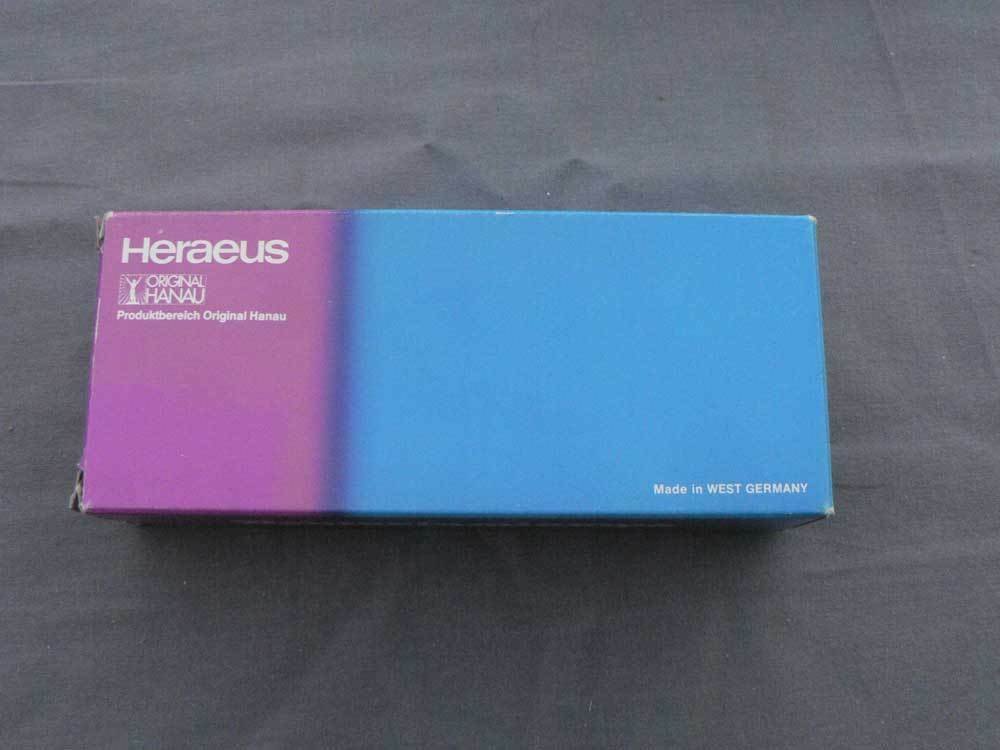 Heraeus
ORIGINAL
HANAU
Produktbereich Original Hanau
Made in WEST GERMANY